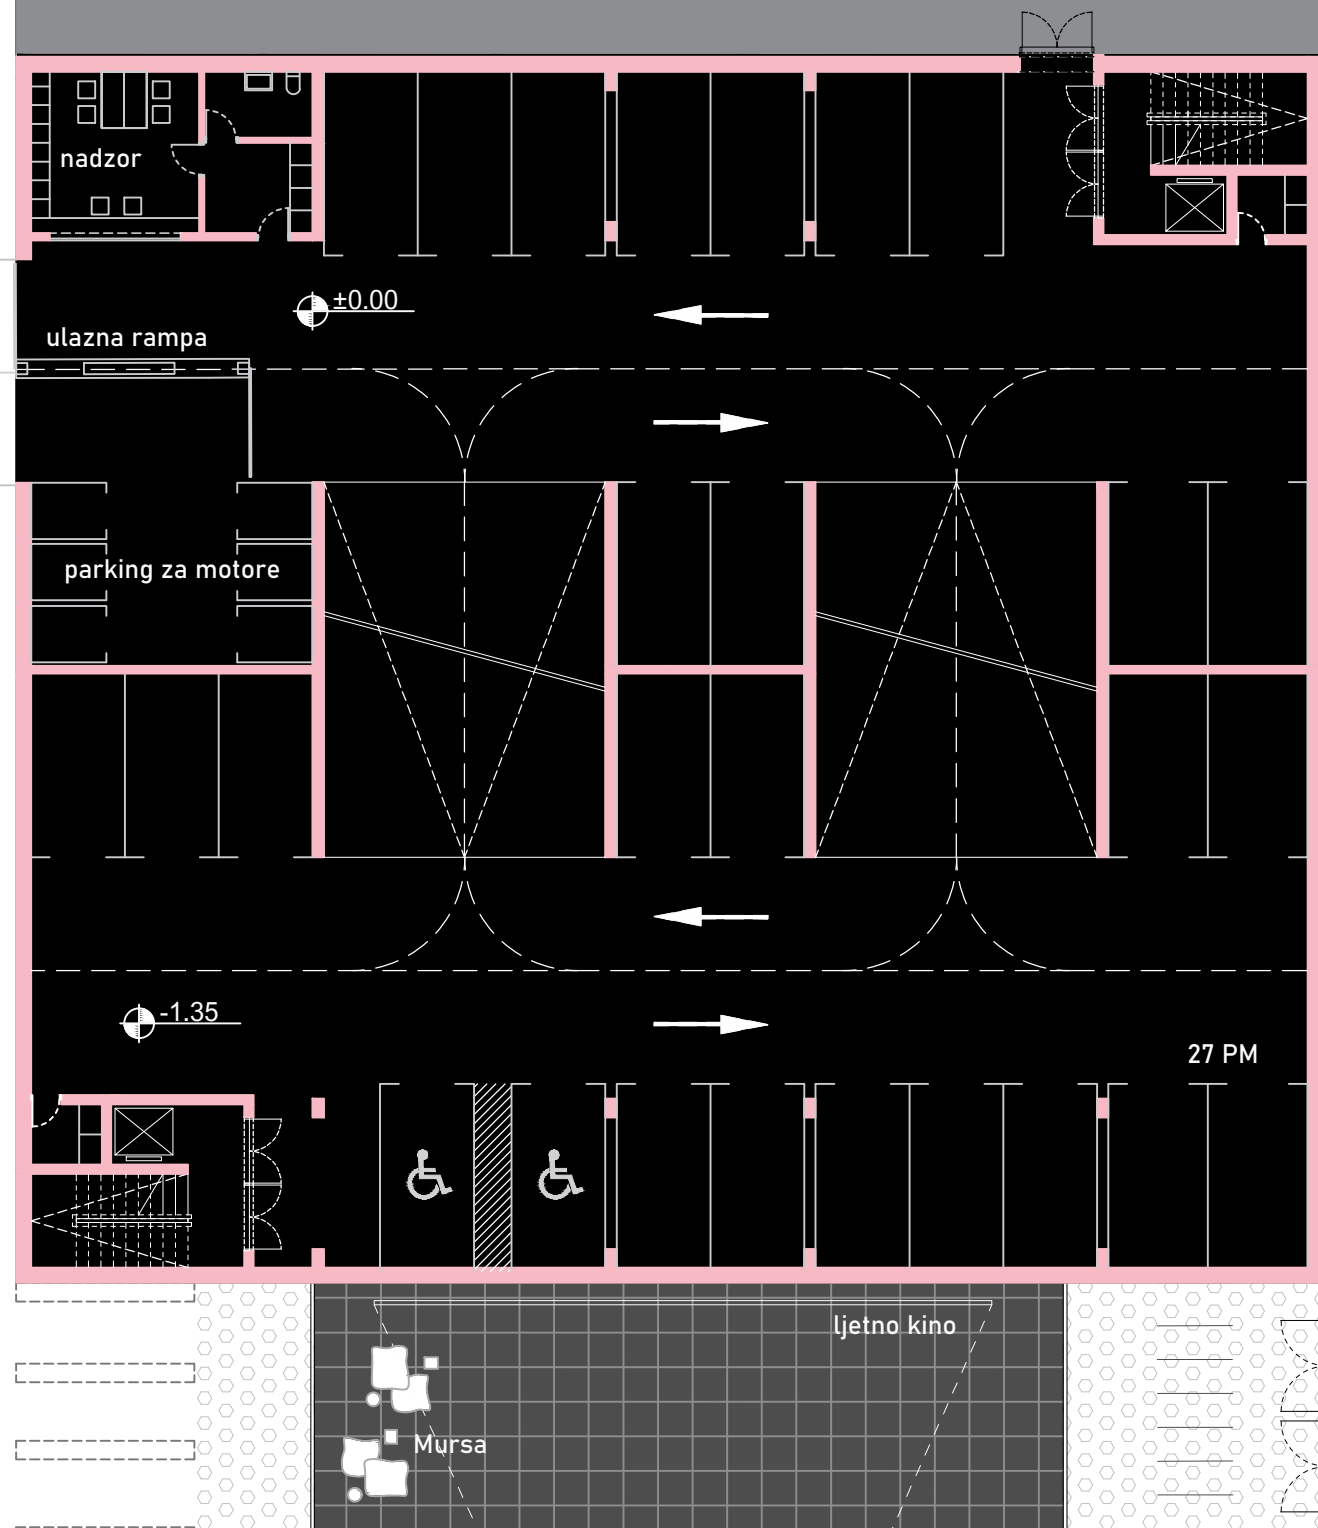 nadzor
±0.00
ulazna rampa
parking za motore
-1.35
27 PM
ljetno kino
Mursa